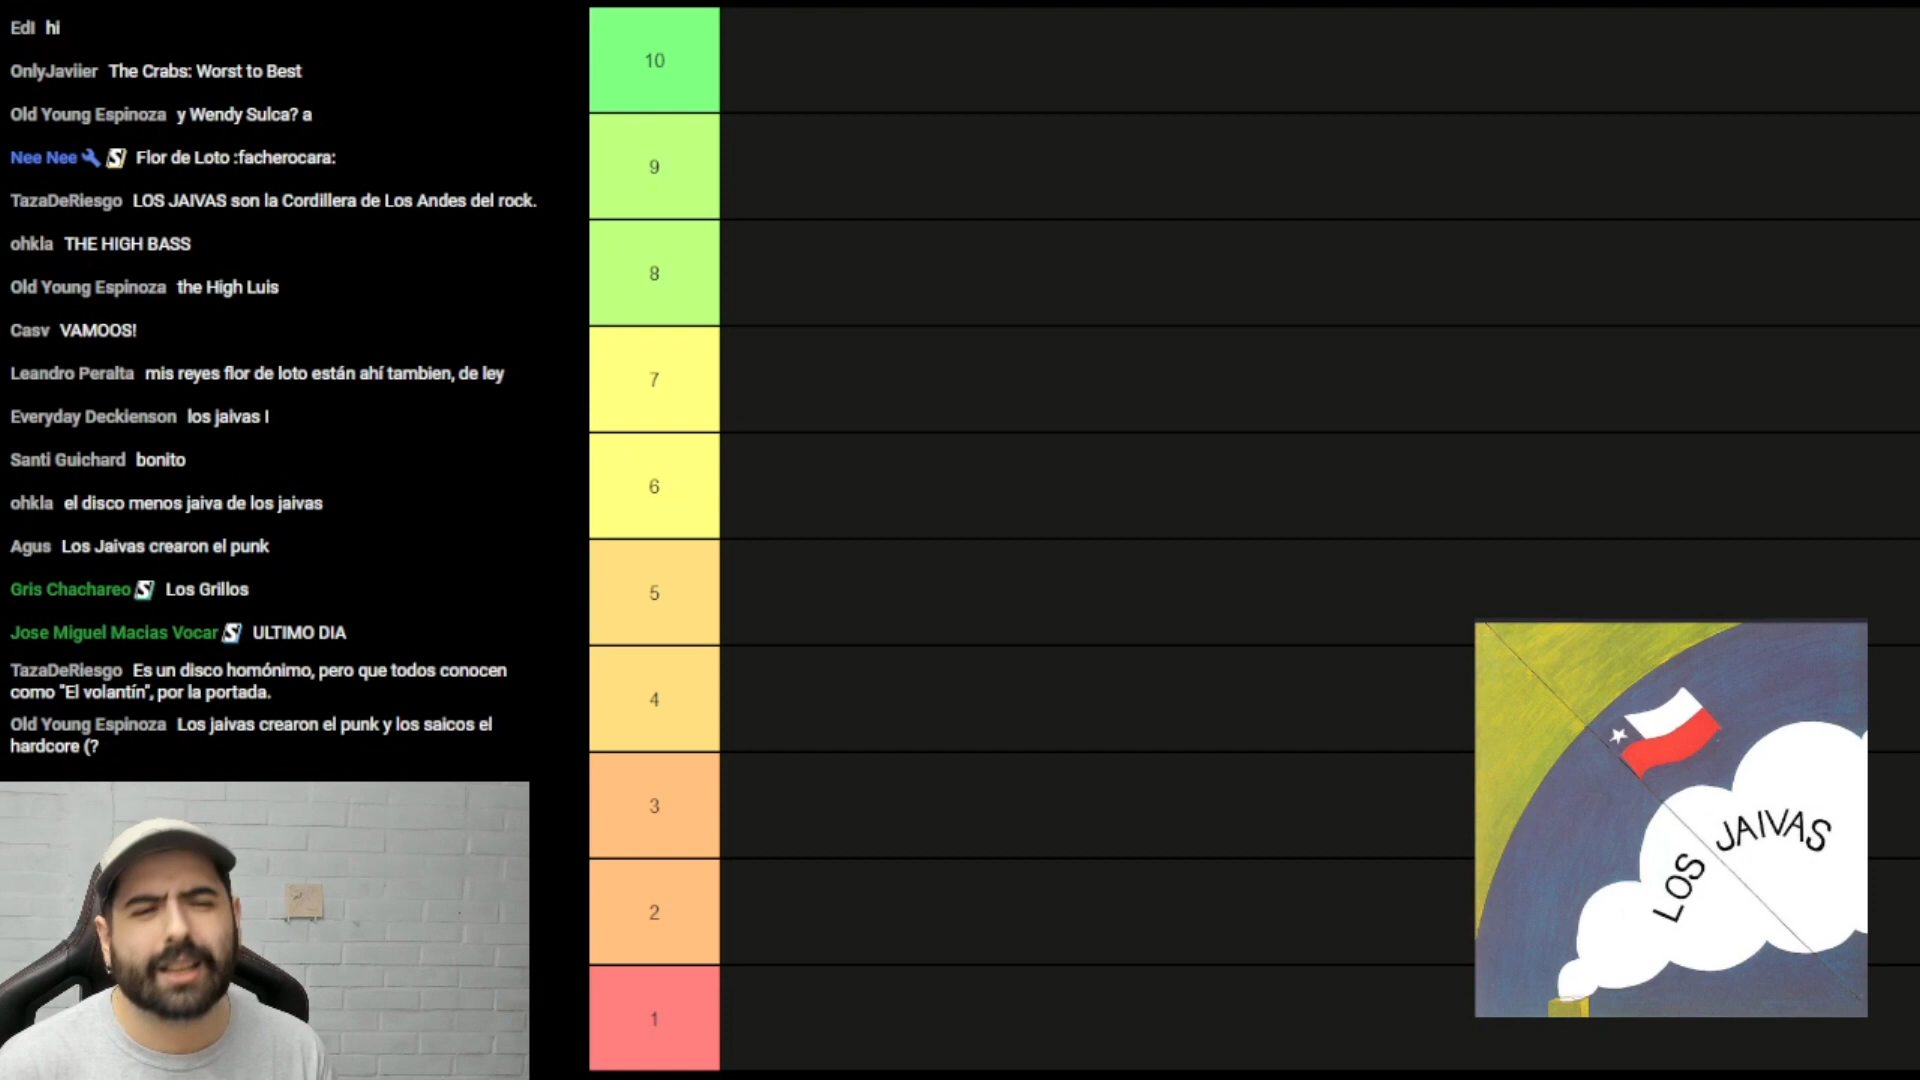 EdI hi
OnlyJaviier The Crabs: Worst to Best
Old Young Espinoza y Wendy Sulca? a
Nee Nee Flor de Loto :facherocara:
TazaDeRiesgo LOS JAIVAS son la Cordillera de Los Andes del rock.
ohkla THE HIGH BASS
Old Young Espinoza the High Luis
Casv VAMOOS!
Leandro Peralta mis reyes flor de loto están ahí tambien, de ley
Everyday Deckienson los jaivas I
Santi Guichard bonito
ohkla el disco menos jaiva de los jaivas
Agus Los Jaivas crearon el punk
Gris Chachareo Los Grillos
Jose Miguel Macias Vocar ULTIMO DIA
TazaDeRiesgo Es un disco homónimo, pero que todos conocen
como "El volantín", por la portada.
Old Young Espinoza Los jaivas crearon el punk y los saicos el
hardcore (?
10
9
8
7
6
5
4
3
2
1
LOS JAIVAS